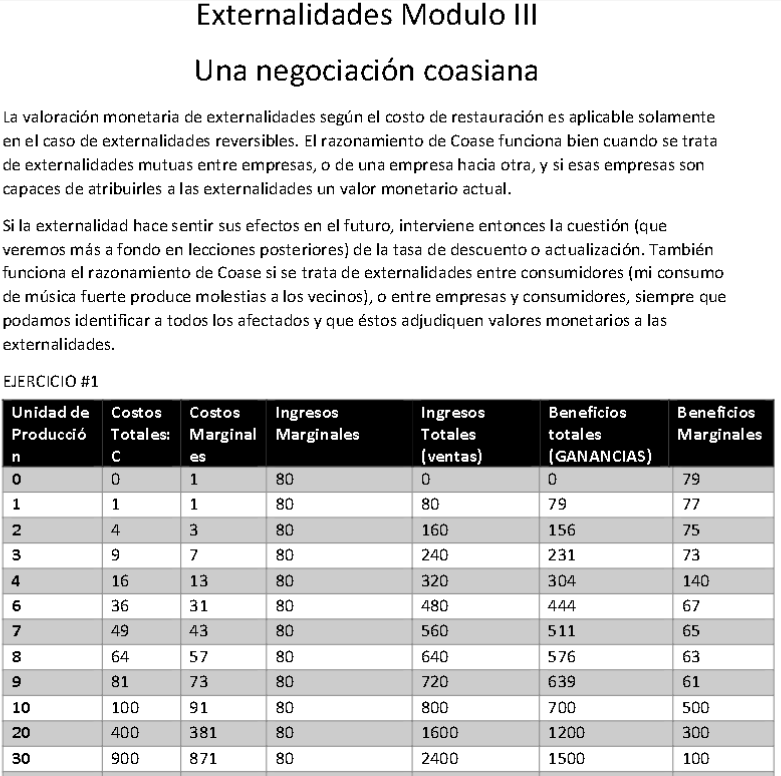 Externalidades Modulo III
Una negociación coasiana
La valoración monetaria de externalidades según el costo de restauración es aplicable solamente
en el caso de externalidades reversibles. El razonamiento de Coase funciona bien cuando se trata
de externalidades mutuas entre empresas, o de una empresa hacia otra, y si esas empresas son
capaces de atribuirles a las externalidades un valor monetario actual.
Si la externalidad hace sentir sus efectos en el futuro, interviene entonces la cuestión (que
veremos más a fondo en lecciones posteriores) de la tasa de descuento o actualización. También
funciona el razonamiento de Coase si se trata de externalidades entre consumidores (mi consumo
de música fuerte produce molestias a los vecinos), o entre empresas y consumidores, siempre que
podamos identificar a todos los afectados y que éstos adjudiquen valores monetarios a las
externalidades.
EJERCICIO #1
Unidad de Costos Costos Ingresos Ingresos Beneficios Beneficios
Producció Totales: Marginal Marginales Totales totales Marginales
n C es (ventas) (GANANCIAS)
0 0 1 80 0 0 79
1 1 1 80 80 79 77
2 4 3 80 160 156 75
3 9 7 80 240 231 73
4 16 13 80 320 304 140
6 36 31 80 480 444 67
7 49 43 80 560 511 65
8 64 57 80 640 576 63
9 81 73 80 720 639 61
10 100 91 80 800 700 500
20 400 381 80 1600 1200 300
30 900 871 80 2400 1500 100